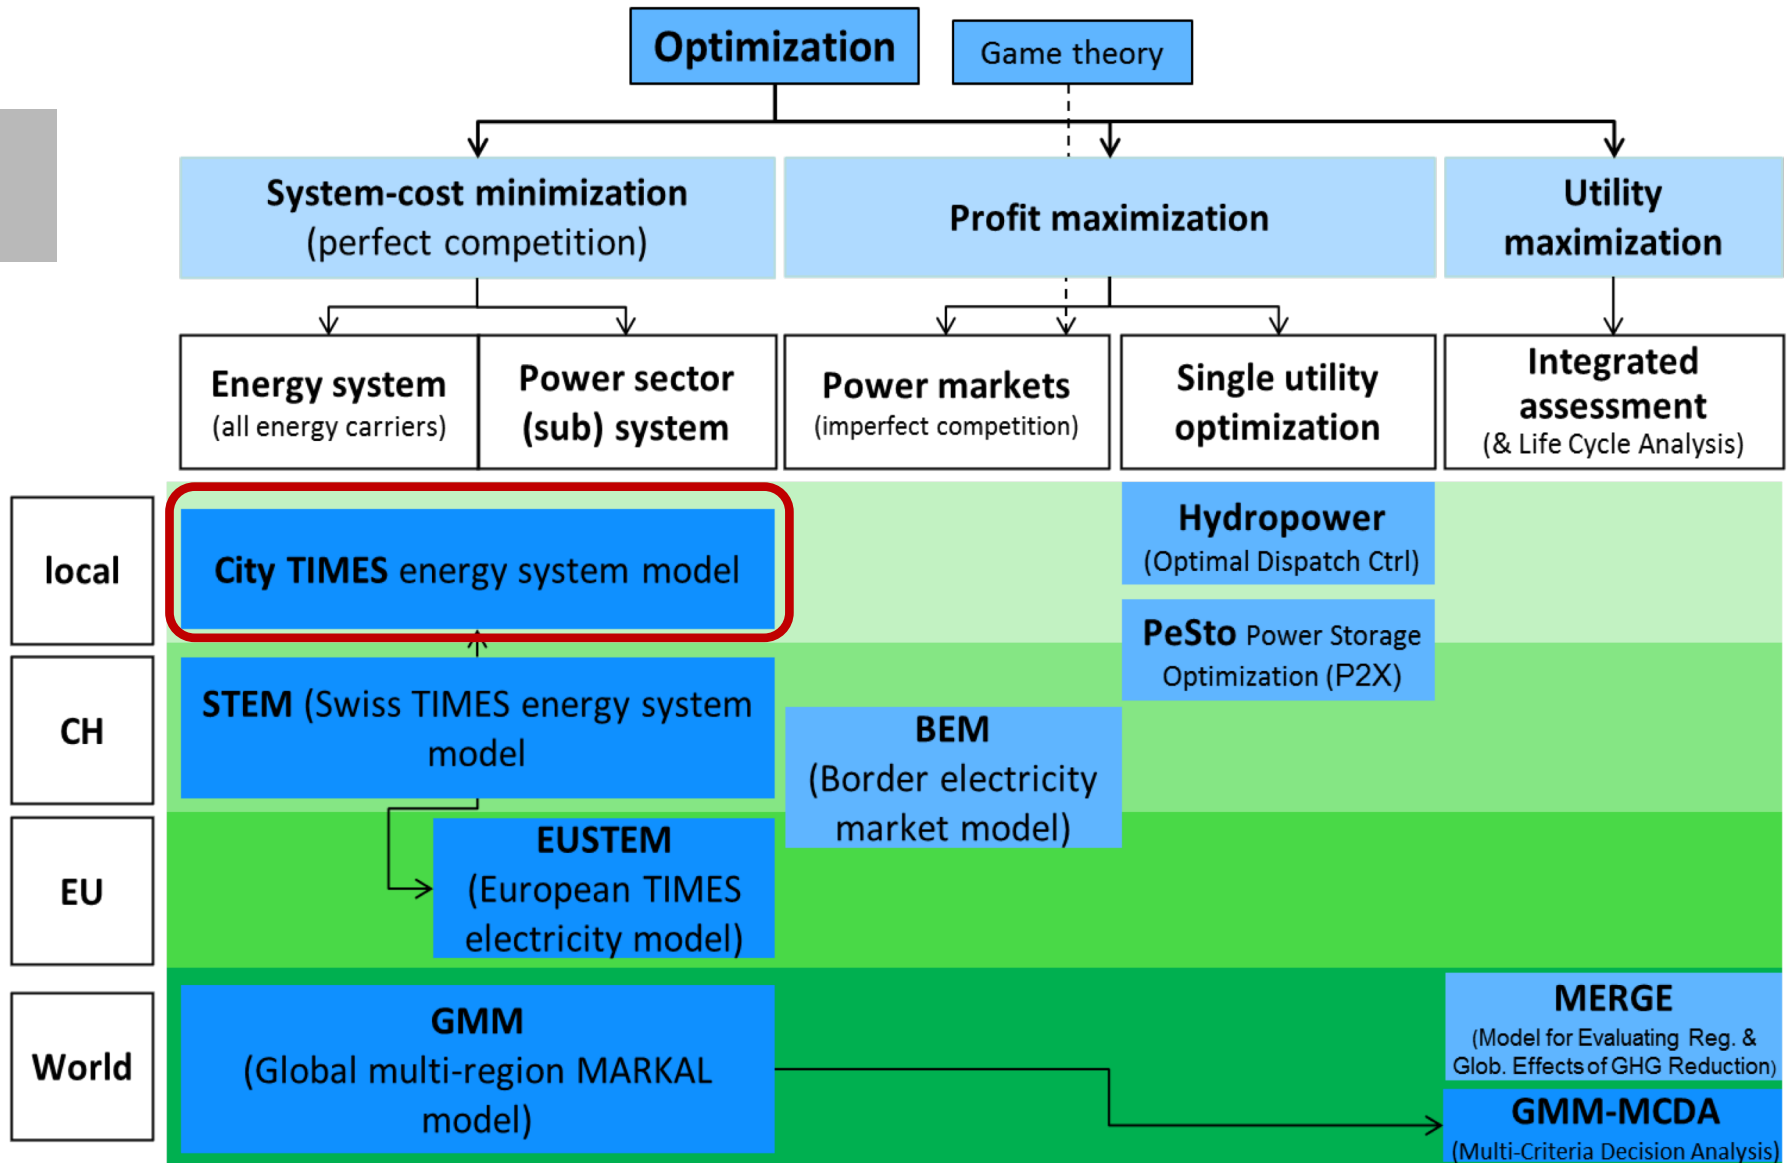 Optimization
Game theory
System-cost minimization
(perfect competition)
Profit maximization
Utility
maximization
Energy system
(all energy carriers)
Power sector
(sub) system
Power markets
(imperfect competition)
Single utility
optimization
Integrated
assessment
(& Life Cycle Analysis)
local
City TIMES energy system model
Hydropower
(Optimal Dispatch Ctrl)
PeSto Power Storage
Optimization (P2X)
CH
STEM (Swiss TIMES energy system
model
BEM
(Border electricity
market model)
EU
EUSTEM
(European TIMES
electricity model)
World
GMM
(Global multi-region MARKAL
model)
MERGE
(Model for Evaluating Reg. &
Glob. Effects of GHG Reduction)
GMM-MCDA
(Multi-Criteria Decision Analysis)